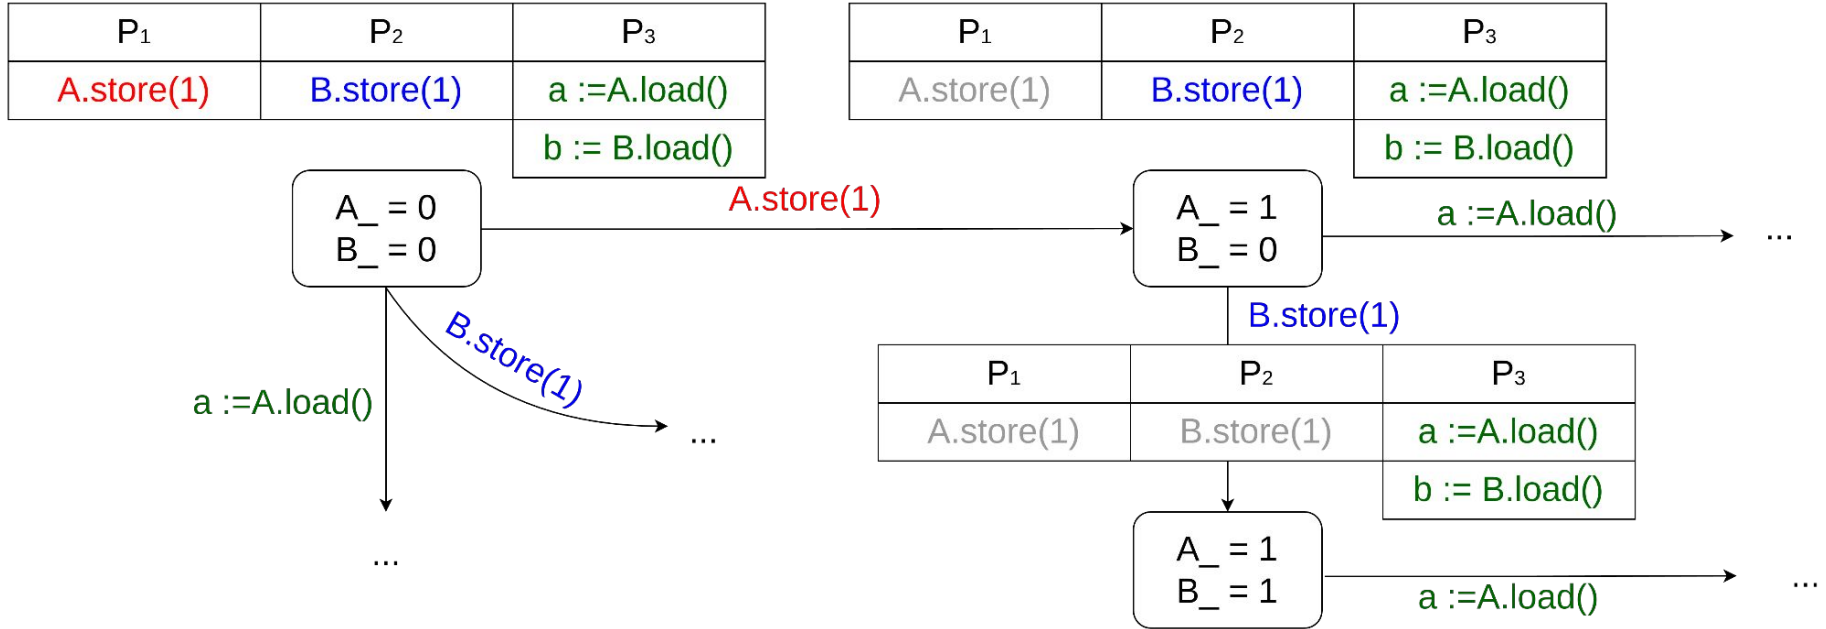 P₁ P₂ P₃
A.store(1) B.store(1) a :=A.load()
b := B.load()
P₁ P₂ P₃
A.store(1) B.store(1) a :=A.load()
b := B.load()
A_ = 0
B_ = 0
A.store(1)
A_ = 1
B_ = 0
a :=A.load()
...
B.store(1)
a :=A.load()
...
...
B.store(1)
P₁ P₂ P₃
A.store(1) B.store(1) a :=A.load()
b := B.load()
A_ = 1
B_ = 1
a :=A.load()
...